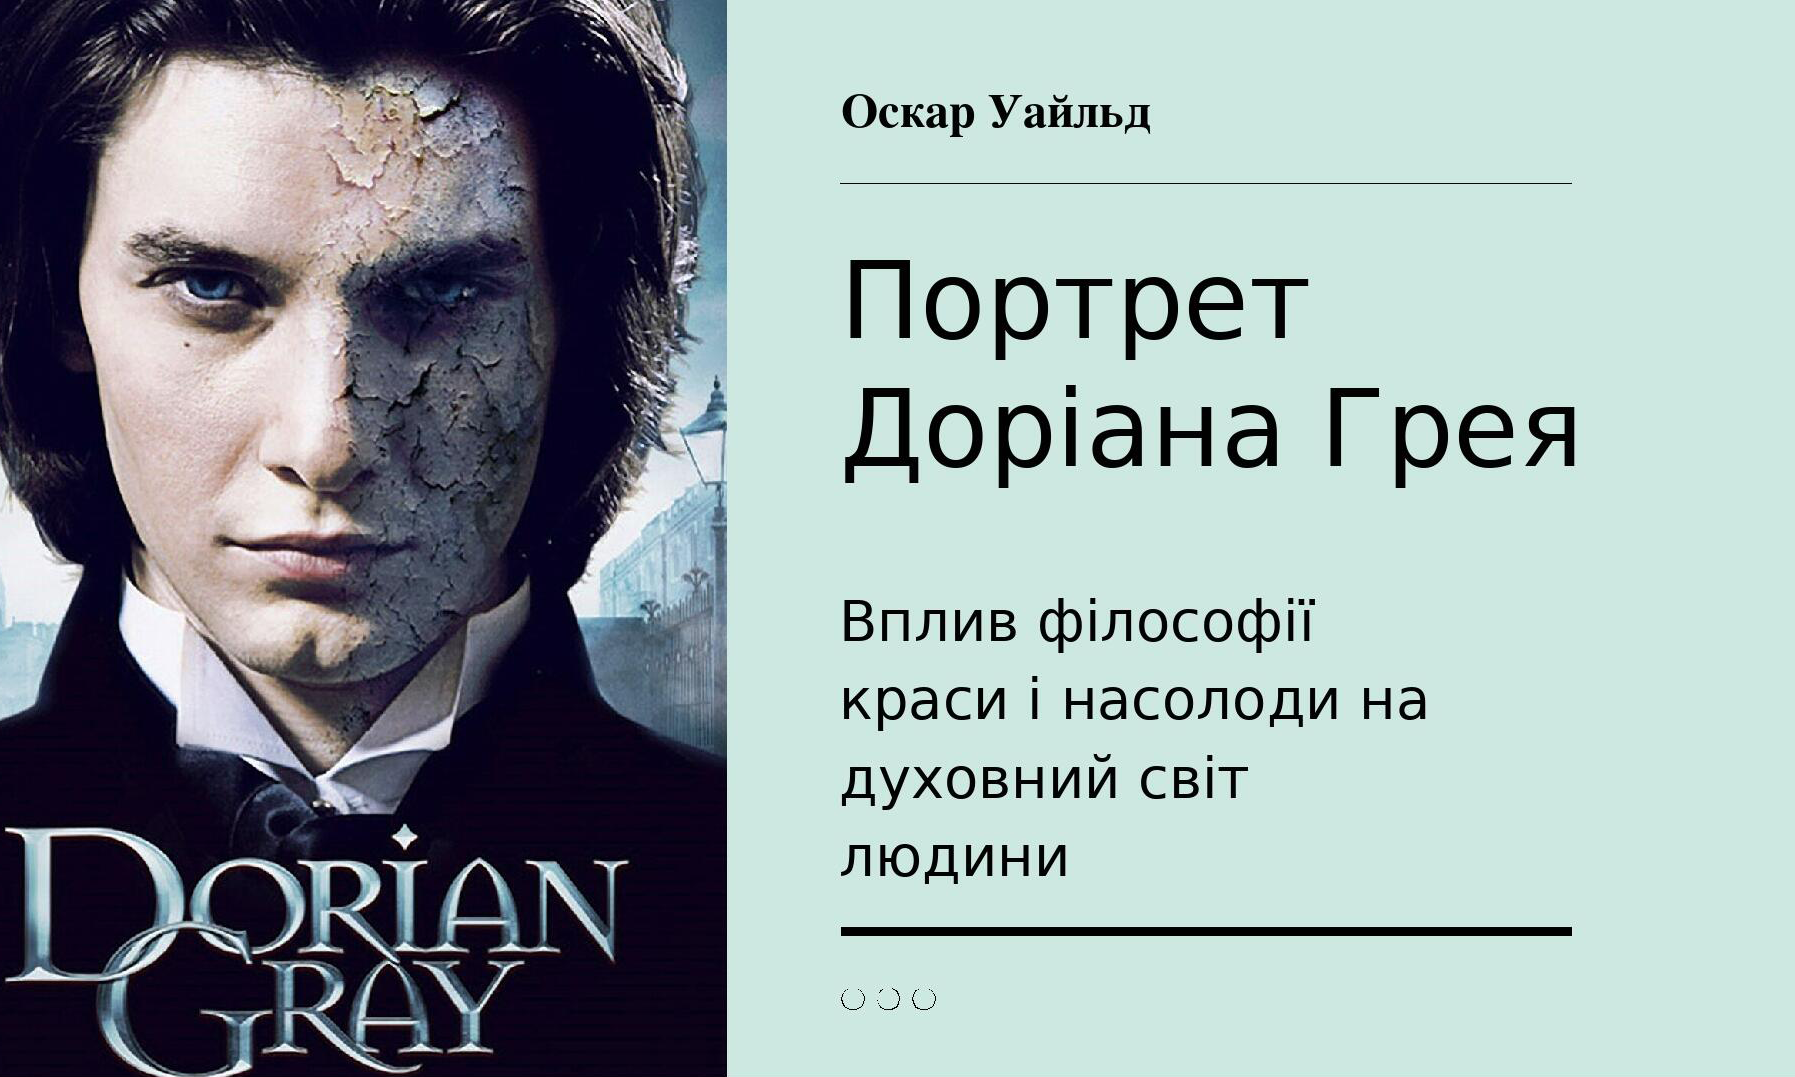 Оскар Уайльд
Портрет
Доріана Грея
Вплив філософії
краси і насолоди на
духовний світ
людини
DORIAN
GRAY